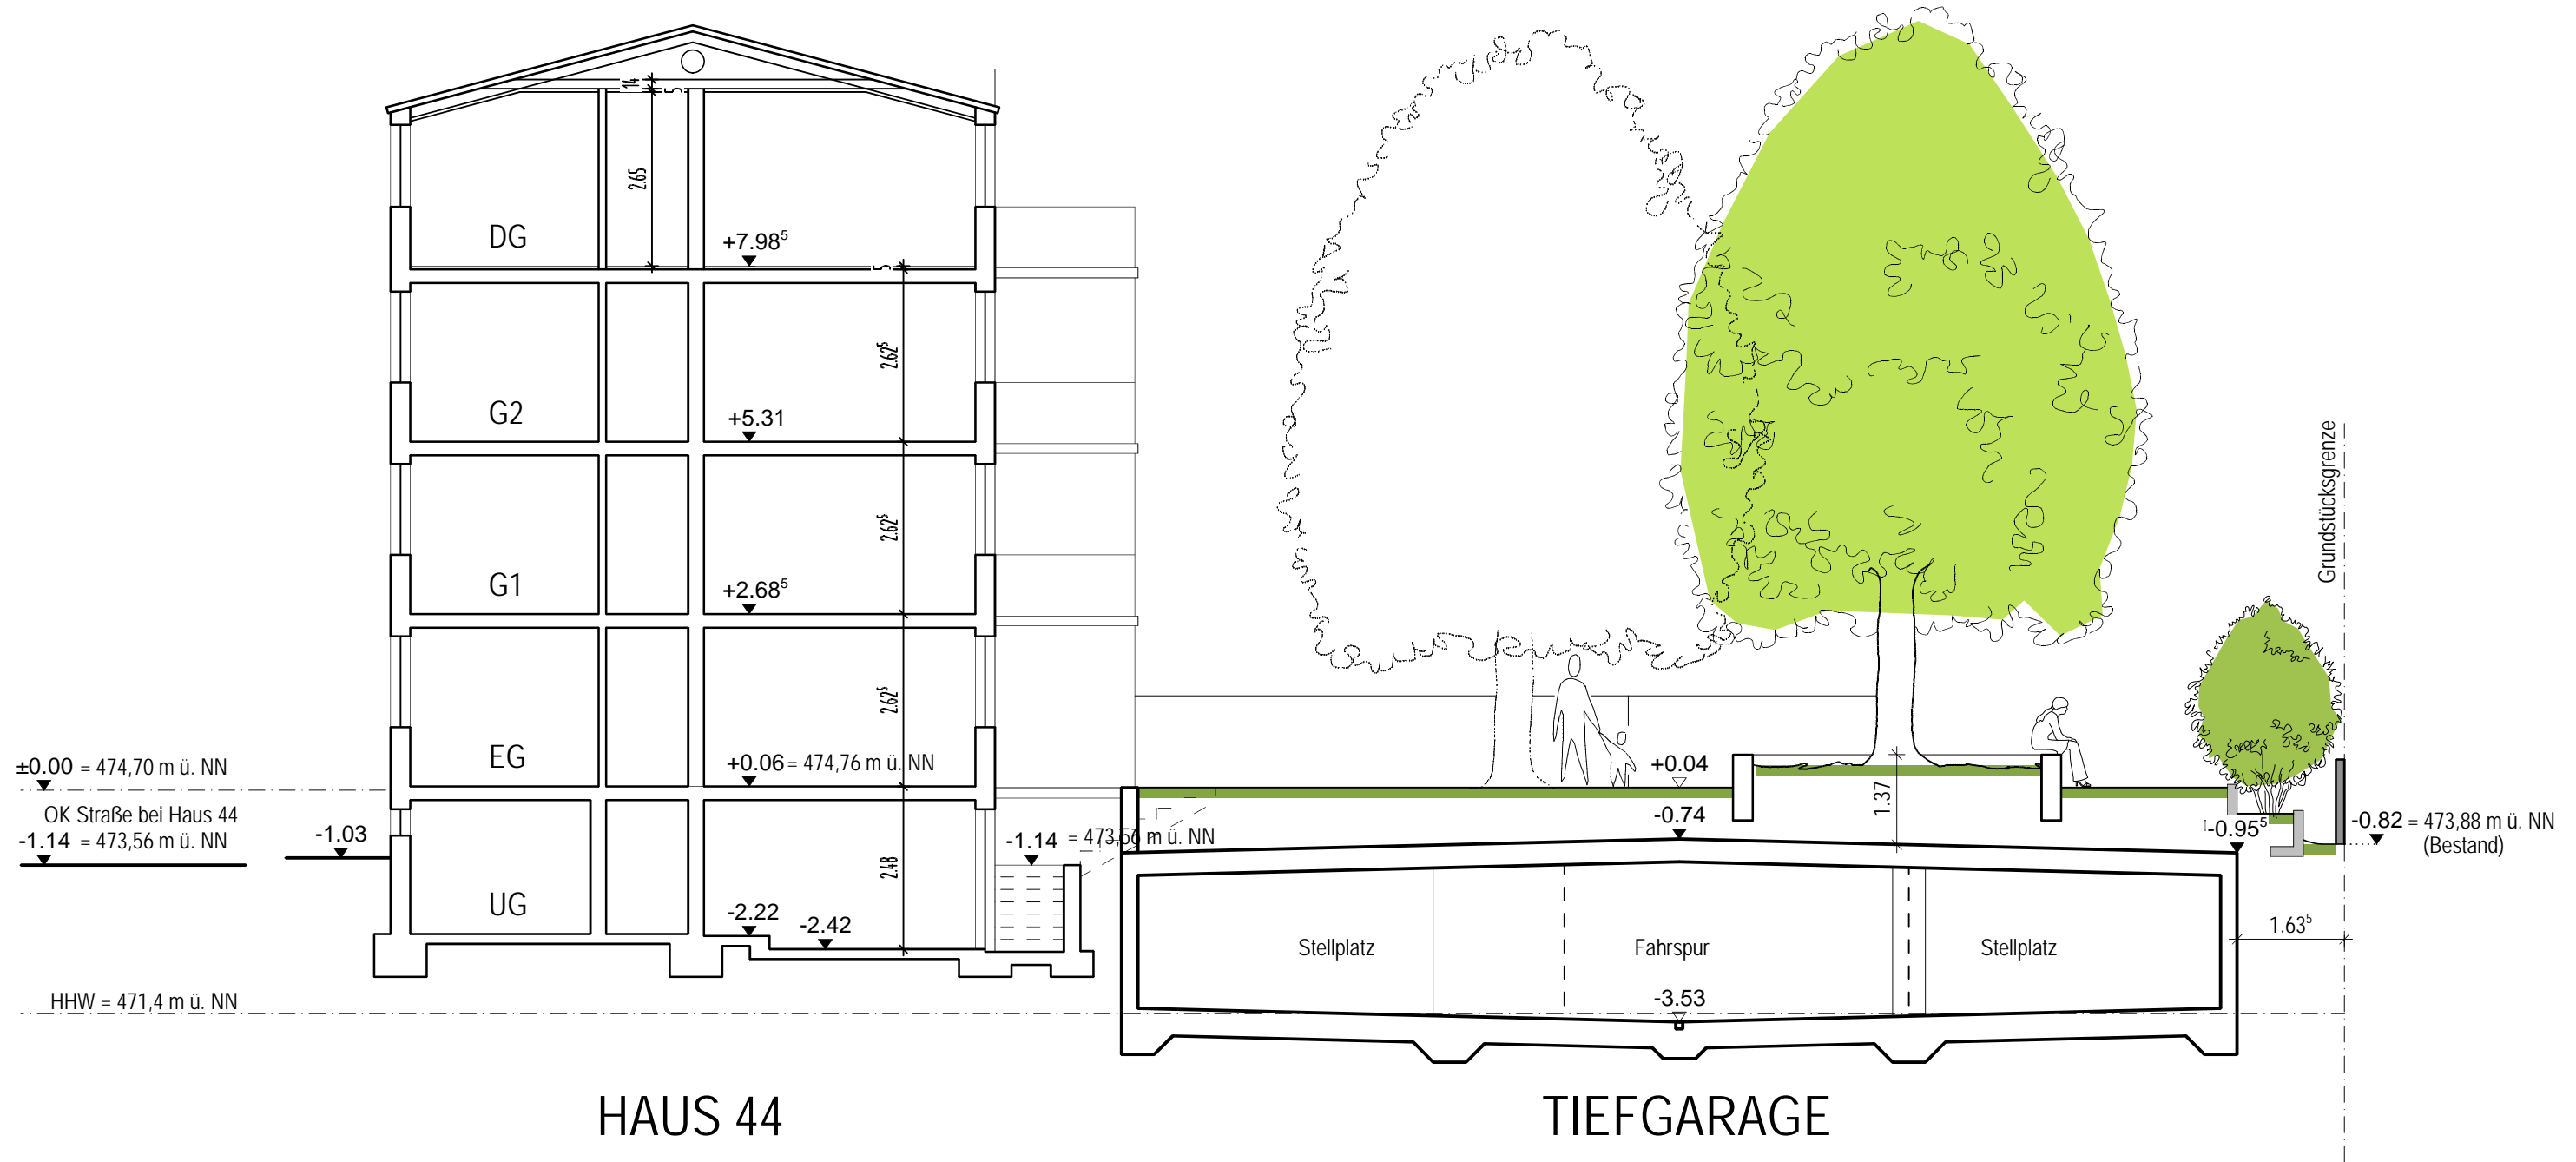 14
5
2.65
DG
+7.98⁵
5
2.62⁵
G2
+5.31
2.62⁵
G1
+2.68⁵
2.62⁵
EG
+0.06 = 474,76 m ü. NN
±0.00 = 474,70 m ü. NN
OK Straße bei Haus 44
-1.14 = 473,56 m ü. NN
-1.03
2.48
UG
-2.22
-2.42
-1.14 = 473,56 m ü. NN
HHW = 471,4 m ü. NN
+0.04
-0.74
1.37
Grundstücksgrenze
-0.95⁵
-0.82 = 473,88 m ü. NN
(Bestand)
1.63⁵
Stellplatz
Fahrspur
Stellplatz
-3.53
HAUS 44
TIEFGARAGE